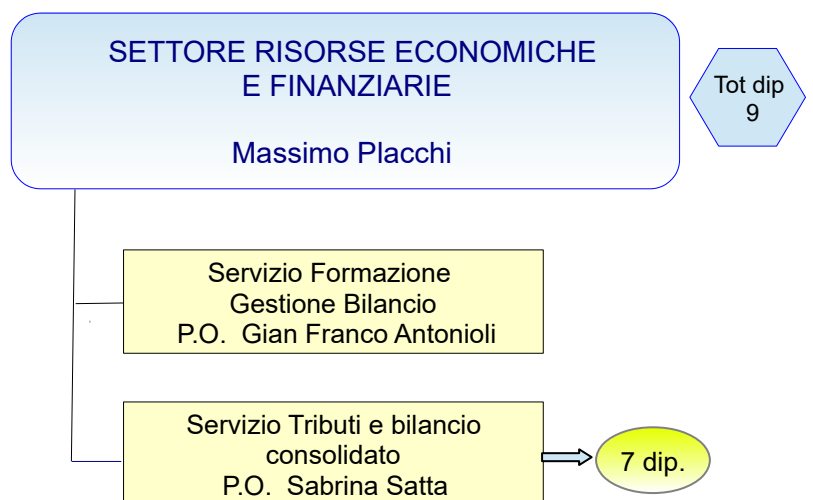 SETTORE RISORSE ECONOMICHE
E FINANZIARIE
Massimo Placchi
Tot dip
9
Servizio Formazione
Gestione Bilancio
P.O. Gian Franco Antonioli
Servizio Tributi e bilancio
consolidato
P.O. Sabrina Satta
7 dip.